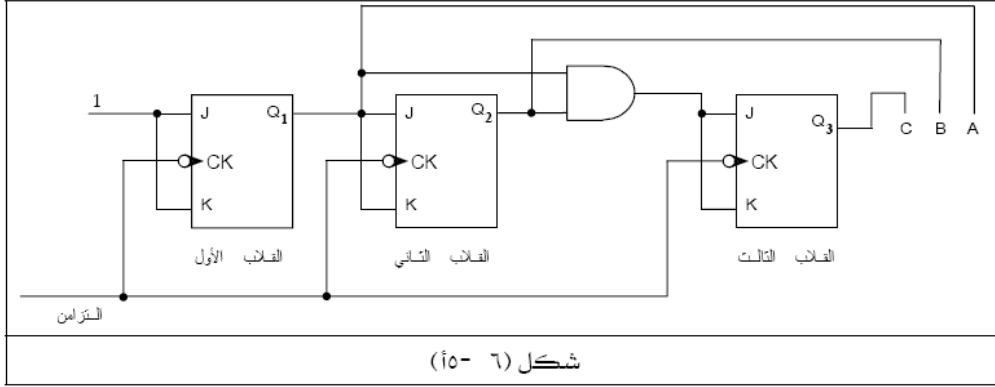 1
J Q1 J Q2 J Q3 C B A
CK CK CK
K K K
القلاب الأول القلاب الثاني القلاب الثالث
التزامن
شكل (٦ -٥أ)